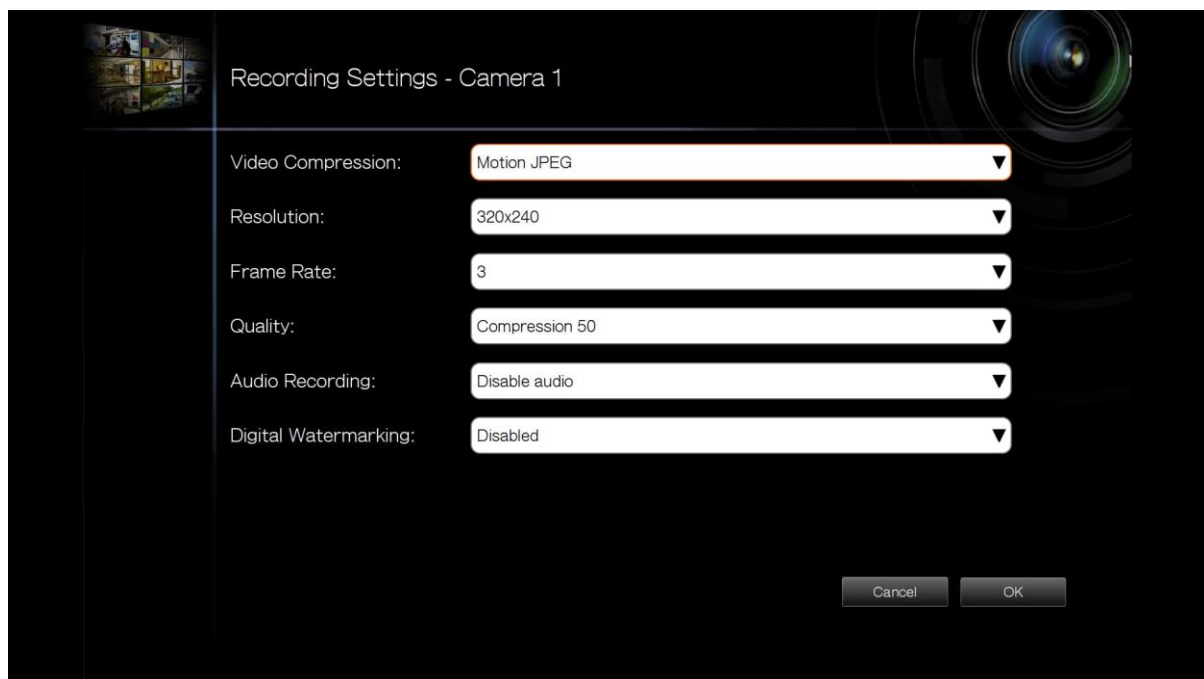 Recording Settings - Camera 1
Video Compression: Motion JPEG
Resolution: 320x240
Frame Rate: 3
Quality: Compression 50
Audio Recording: Disable audio
Digital Watermarking: Disabled
Cancel OK